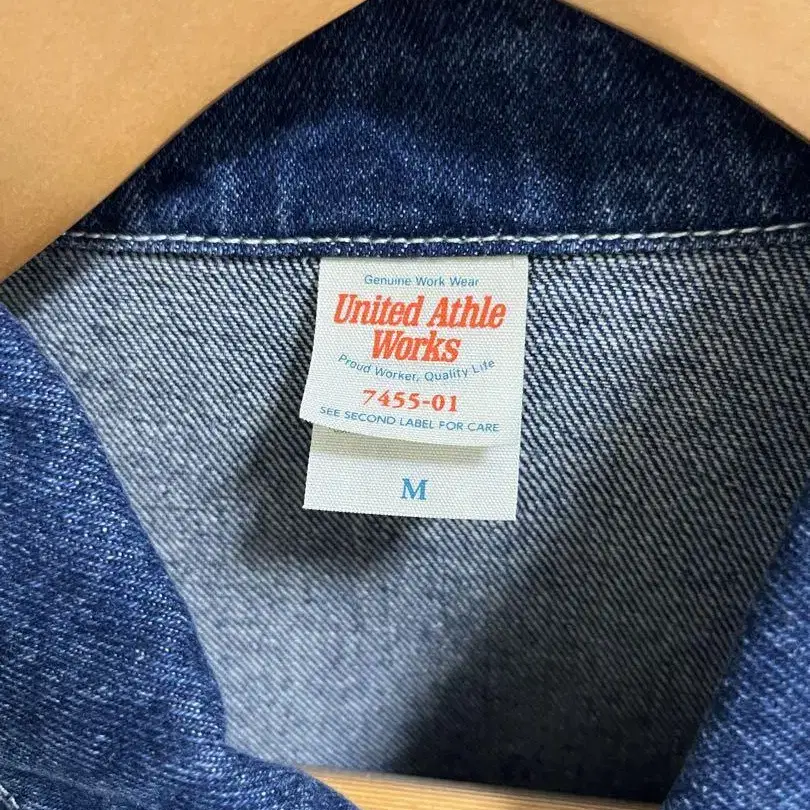 Genuine Work Wear
United Athle
Works
Proud Worker, Quality Life
7455-01
SEE SECOND LABEL FOR CARE
M